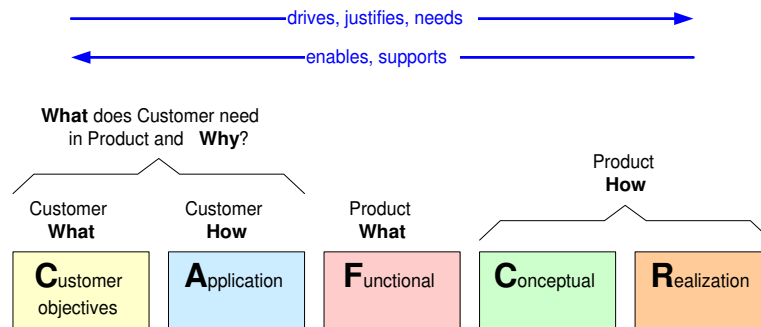 drives, justifies, needs
enables, supports
What does Customer need
in Product and Why?
Product
How
Customer
What
Customer
How
Product
What
Customer
objectives
Application
Functional
Conceptual
Realization